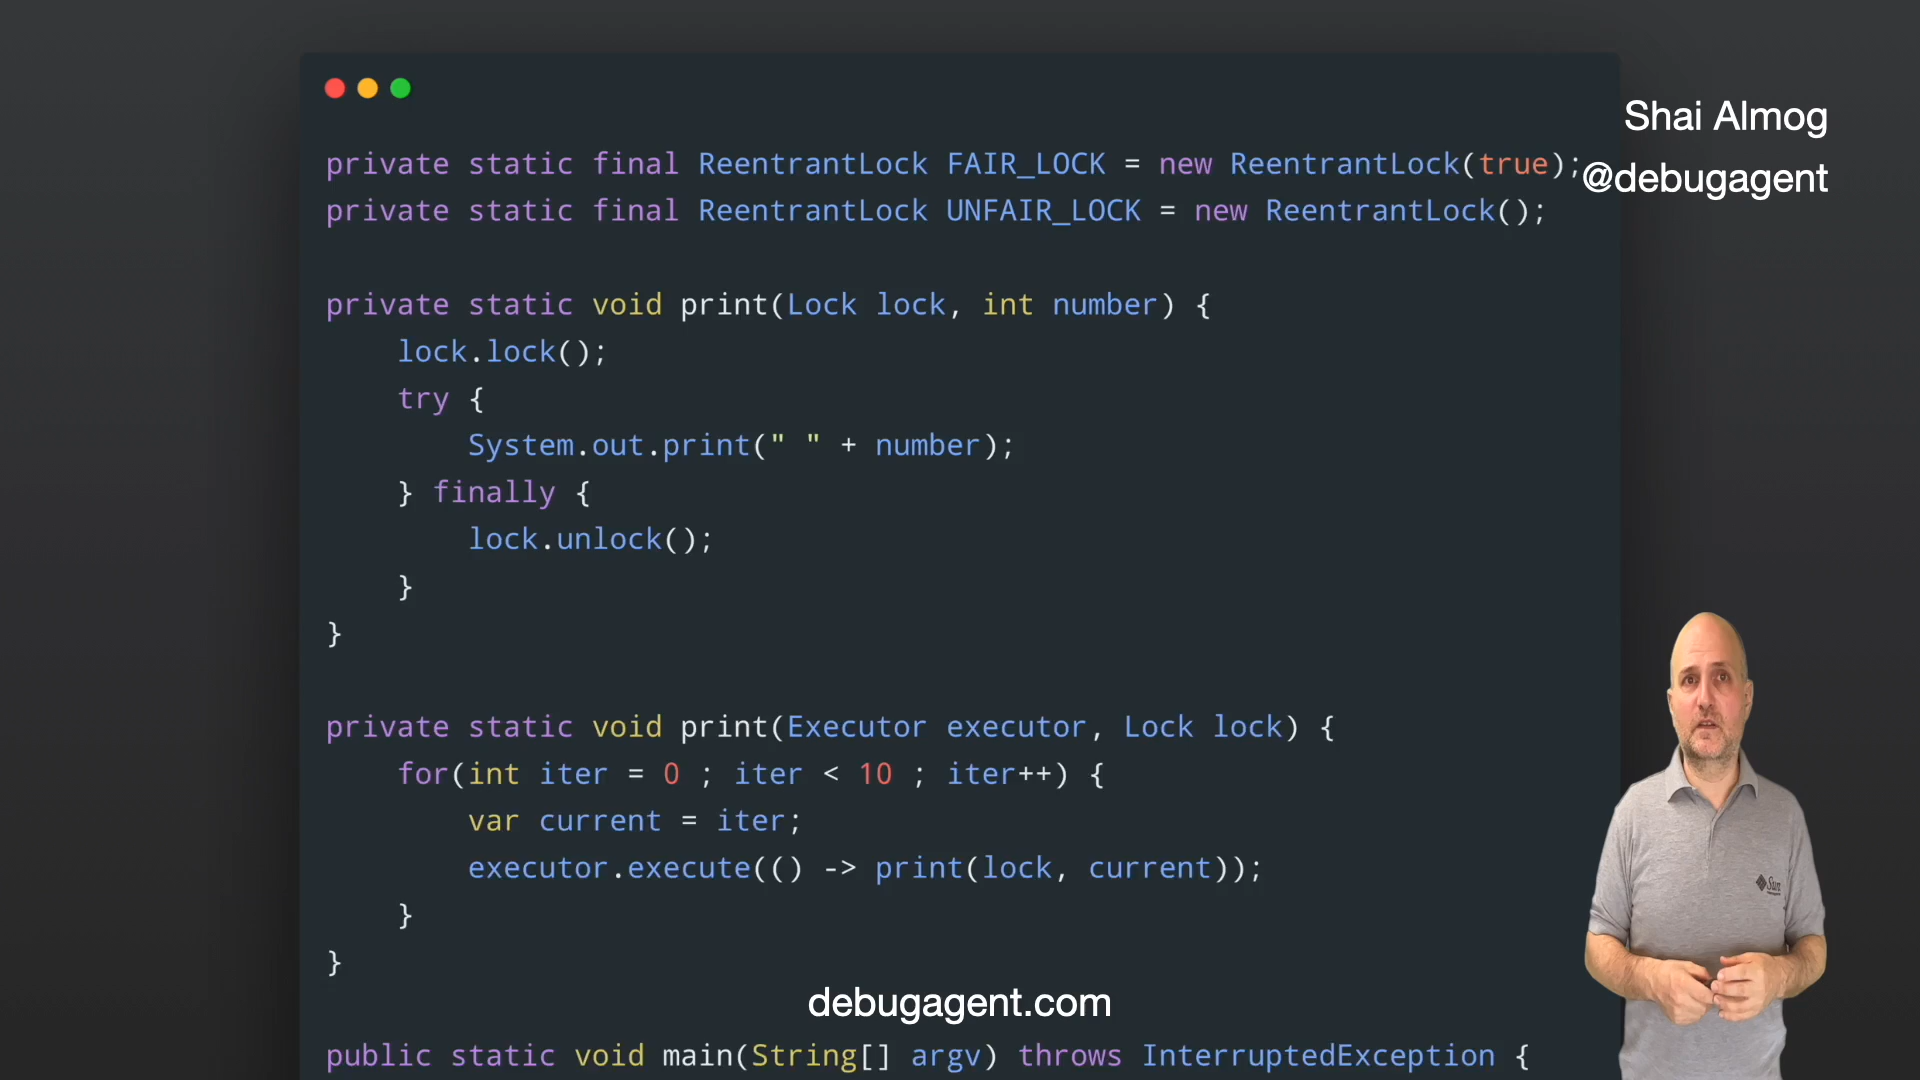 private static final ReentrantLock FAIR_LOCK = new ReentrantLock(true);
private static final ReentrantLock UNFAIR_LOCK = new ReentrantLock();
private static void print(Lock lock, int number) {
lock.lock();
try {
System.out.print(" " + number);
} finally {
lock.unlock();
}
}
private static void print(Executor executor, Lock lock) {
for(int iter = 0 ; iter < 10 ; iter++) {
var current = iter;
executor.execute(() -> print(lock, current));
}
}
public static void main(String[] argv) throws InterruptedException {
Shai Almog
@debugagent
debugagent.com
Sun